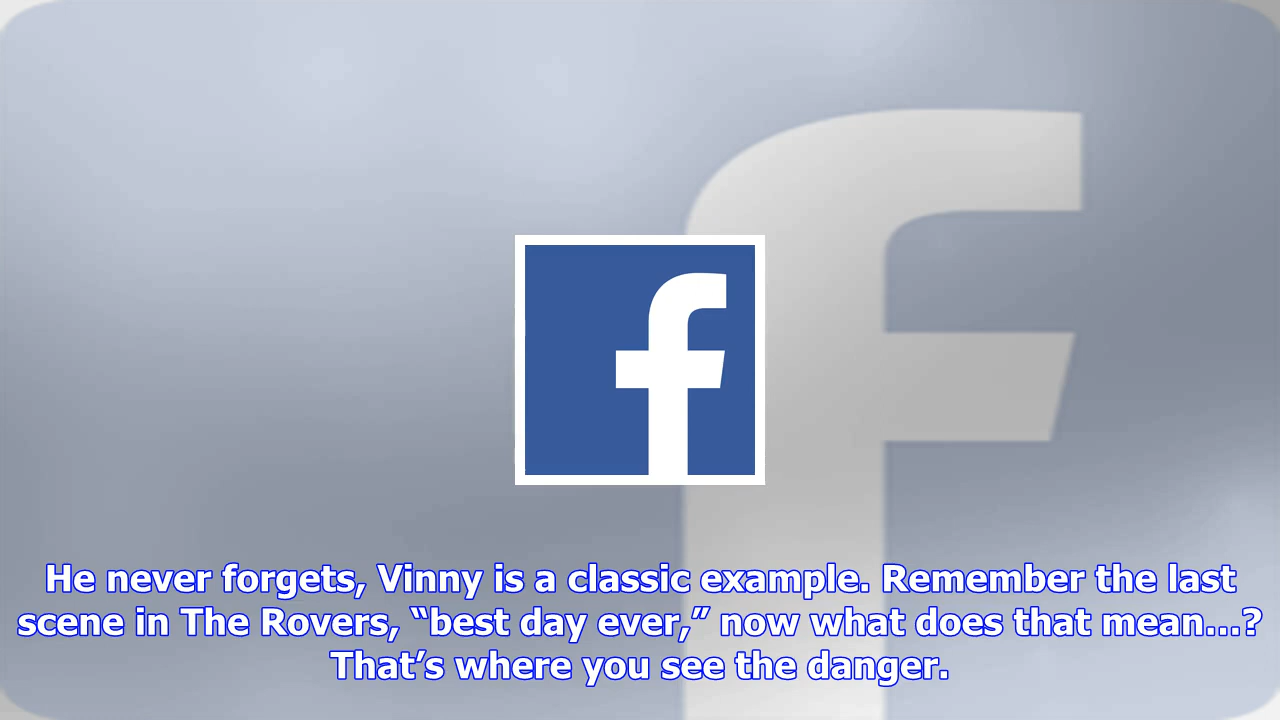 He never forgets, Vinny is a classic example. Remember the last
scene in The Rovers, “best day ever,” now what does that mean…?
That’s where you see the danger.